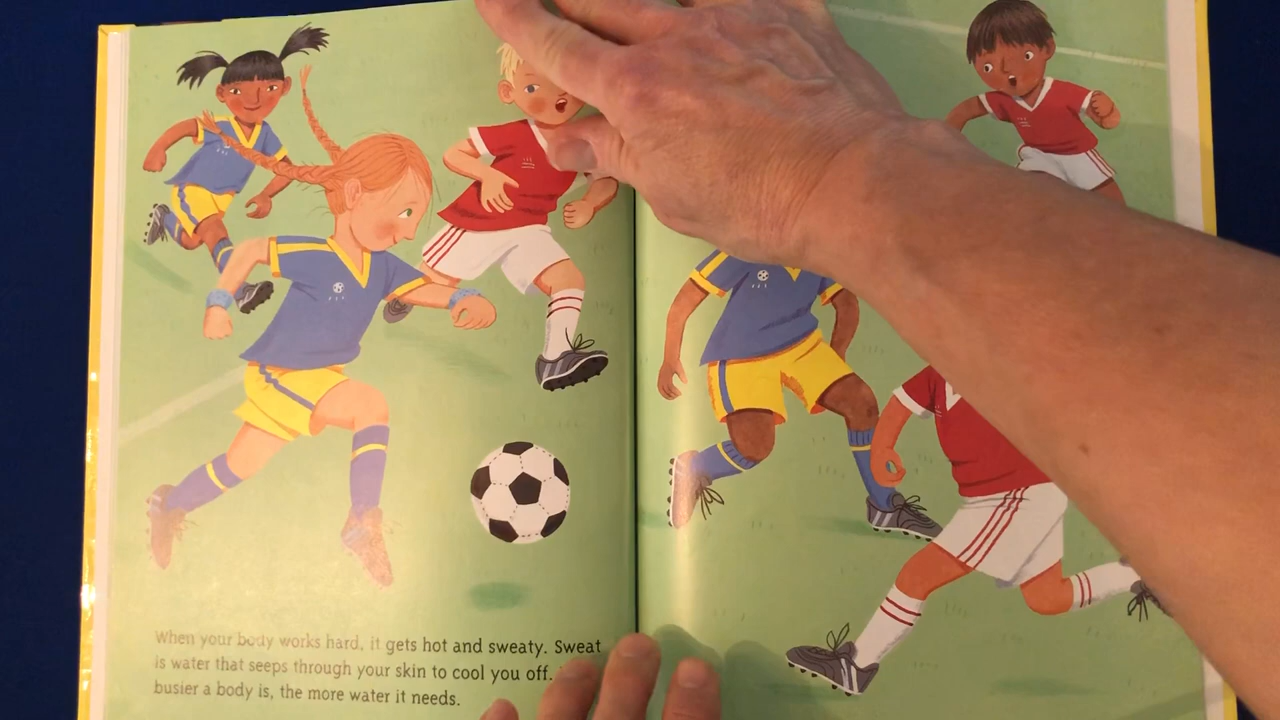 When your body works hard, it gets hot and sweaty. Sweat
is water that seeps through your skin to cool you off.
busier a body is, the more water it needs.